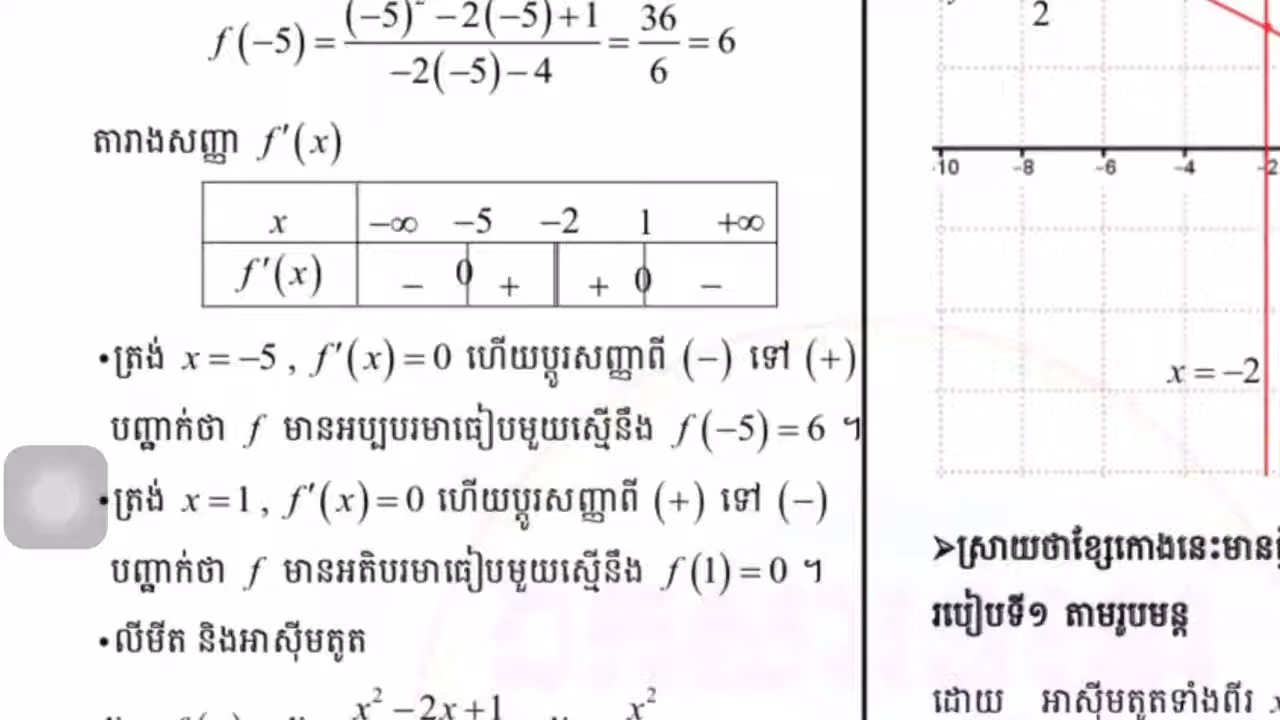 f(−5) = ((−5)² − 2(−5) + 1)/(−2(−5) − 4) = 36/6 = 6
តារាងសញ្ញា f′(x)
x −∞ −5 −2 1 +∞
f′(x) − 0 + || + 0 −
•ត្រង់ x = −5 , f′(x) = 0 ហើយប្តូរសញ្ញាពី (−) ទៅ (+)
បញ្ជាក់ថា f មានអប្បបរមាធៀបមួយស្មើនឹង f(−5) = 6 ។
•ត្រង់ x = 1 , f′(x) = 0 ហើយប្តូរសញ្ញាពី (+) ទៅ (−)
បញ្ជាក់ថា f មានអតិបរមាធៀបមួយស្មើនឹង f(1) = 0 ។
•លីមីត និងអាស៊ីមតូត
x² − 2x + 1 x²
2
-10 -8 -6 -4 -2
x = −2
➢ស្រាយថាខ្សែកោងនេះមាន
របៀបទី១ តាមរូបមន្ត
ដោយ អាស៊ីមតូតទាំងពីរ x